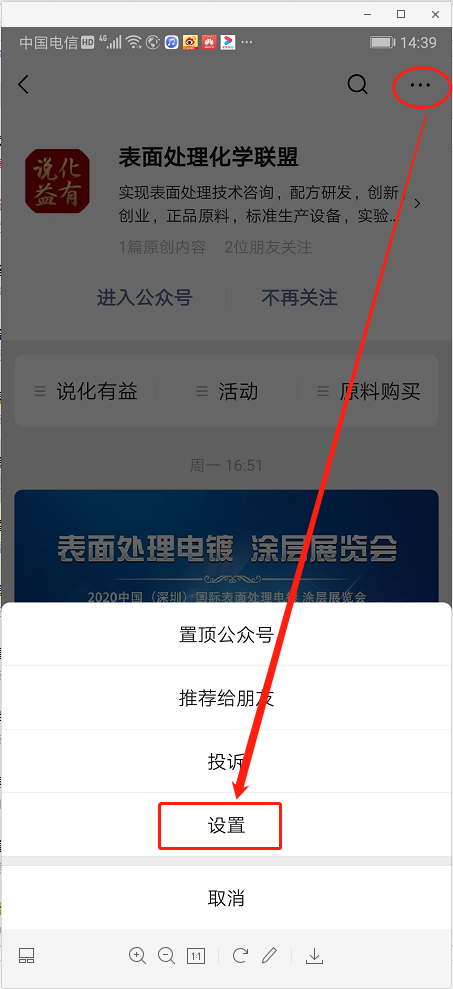 中国电信 HD 4G 14:39
说化
益有
表面处理化学联盟
实现表面处理技术咨询，配方研发，创新
创业，正品原料，标准生产设备，实验...
1篇原创内容 2位朋友关注
进入公众号 不再关注
说化有益 活动 原料购买
周一 16:51
表面处理电镀 涂层展览会
2020中国（深圳）国际表面处理电镀 涂层展览会
置顶公众号
推荐给朋友
投诉
设置
取消
1:1